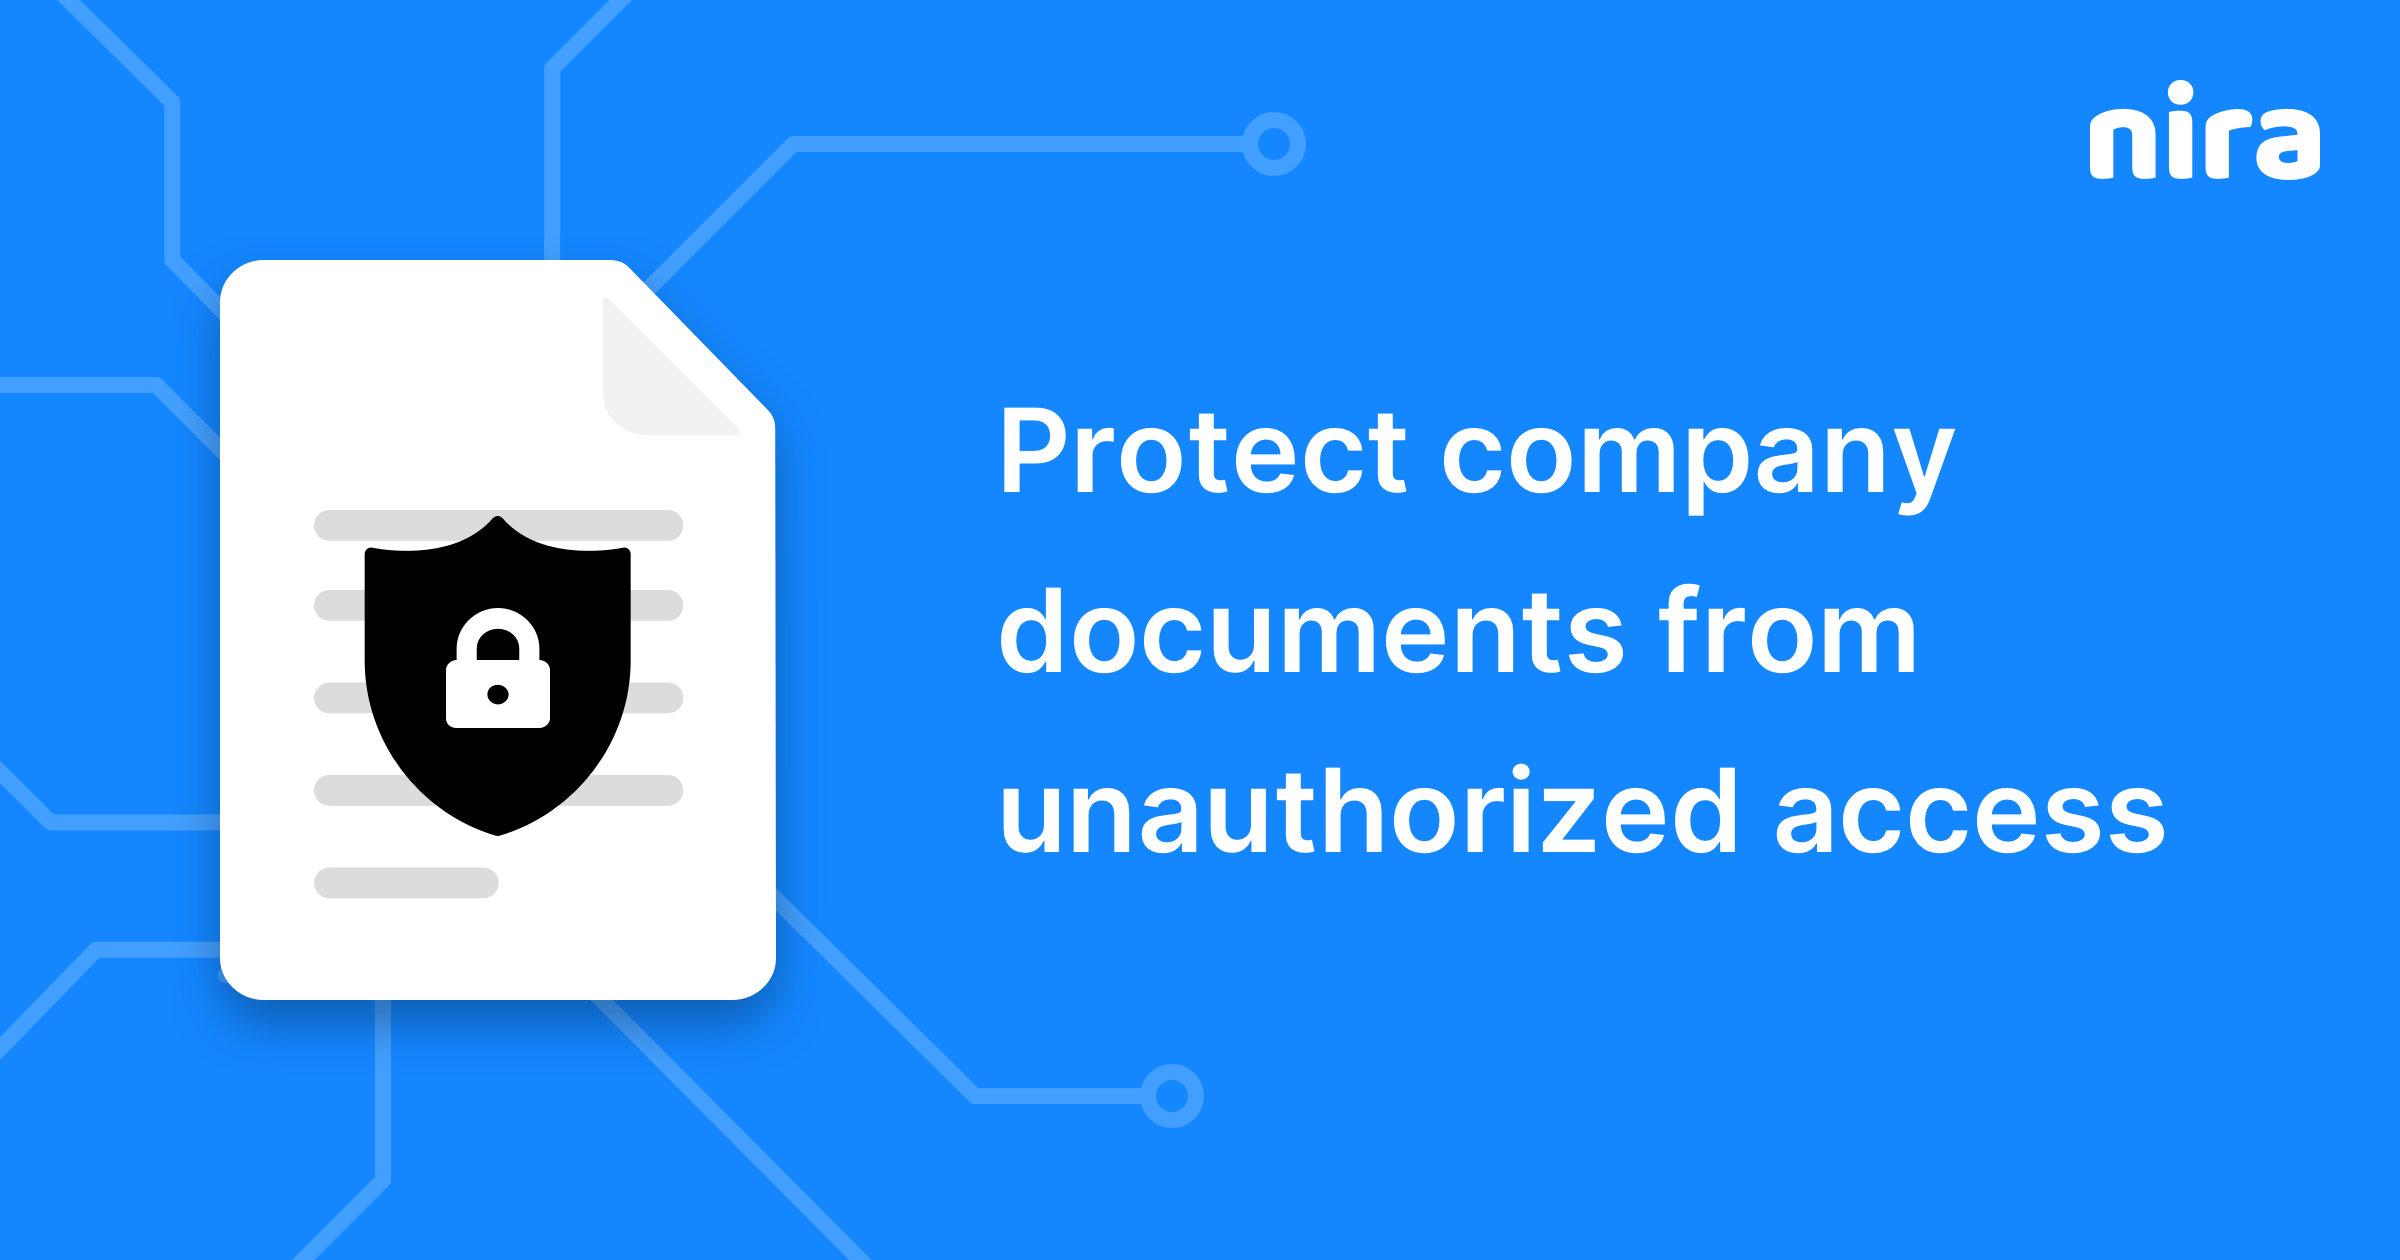 nira
Protect company
documents from
unauthorized access